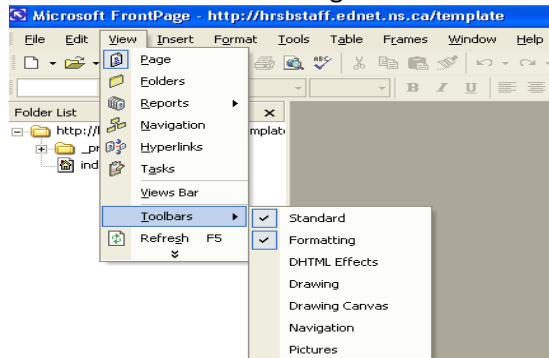 Microsoft FrontPage - http://hrsbstaff.ednet.ns.ca/template
File Edit View Insert Format Tools Table Frames Window Help
Page
Folders
Reports
Navigation
Hyperlinks
Tasks
Views Bar
Toolbars
Refresh F5
Folder List
http://
mplat
_pr
ind
B I U
Standard
Formatting
DHTML Effects
Drawing
Drawing Canvas
Navigation
Pictures